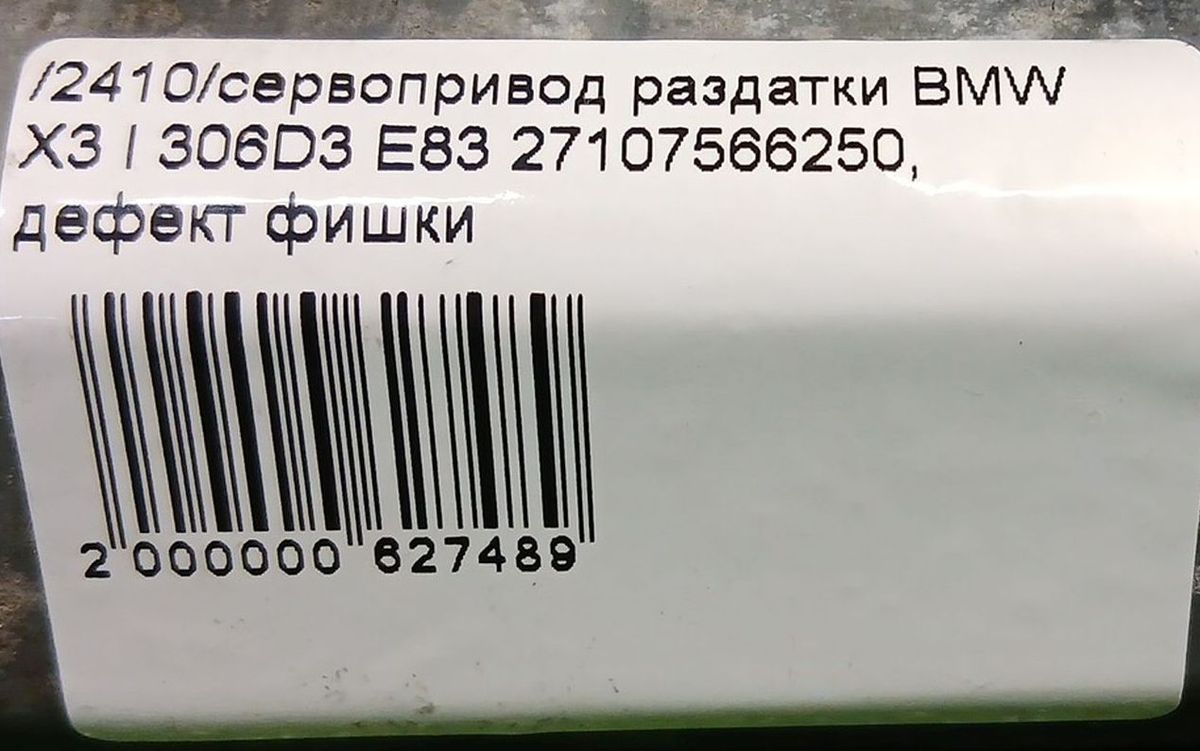 /2410/сервопривод раздатки BMW
X3 I 306D3 E83 27107566250,
дефект фишки
2 000000 627489